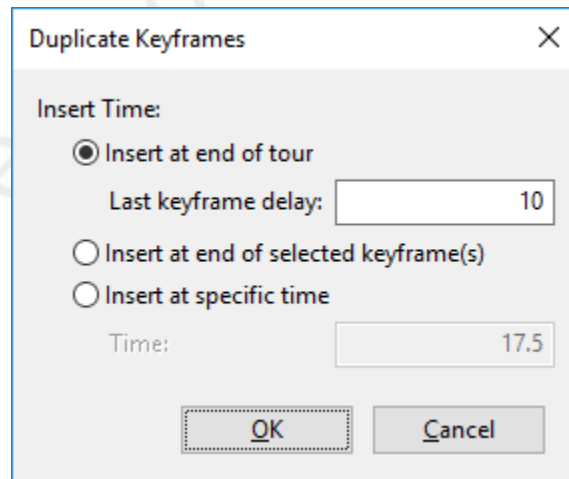 Duplicate Keyframes
Insert Time:
Insert at end of tour
Last keyframe delay: 10
Insert at end of selected keyframe(s)
Insert at specific time
Time: 17.5
OK Cancel